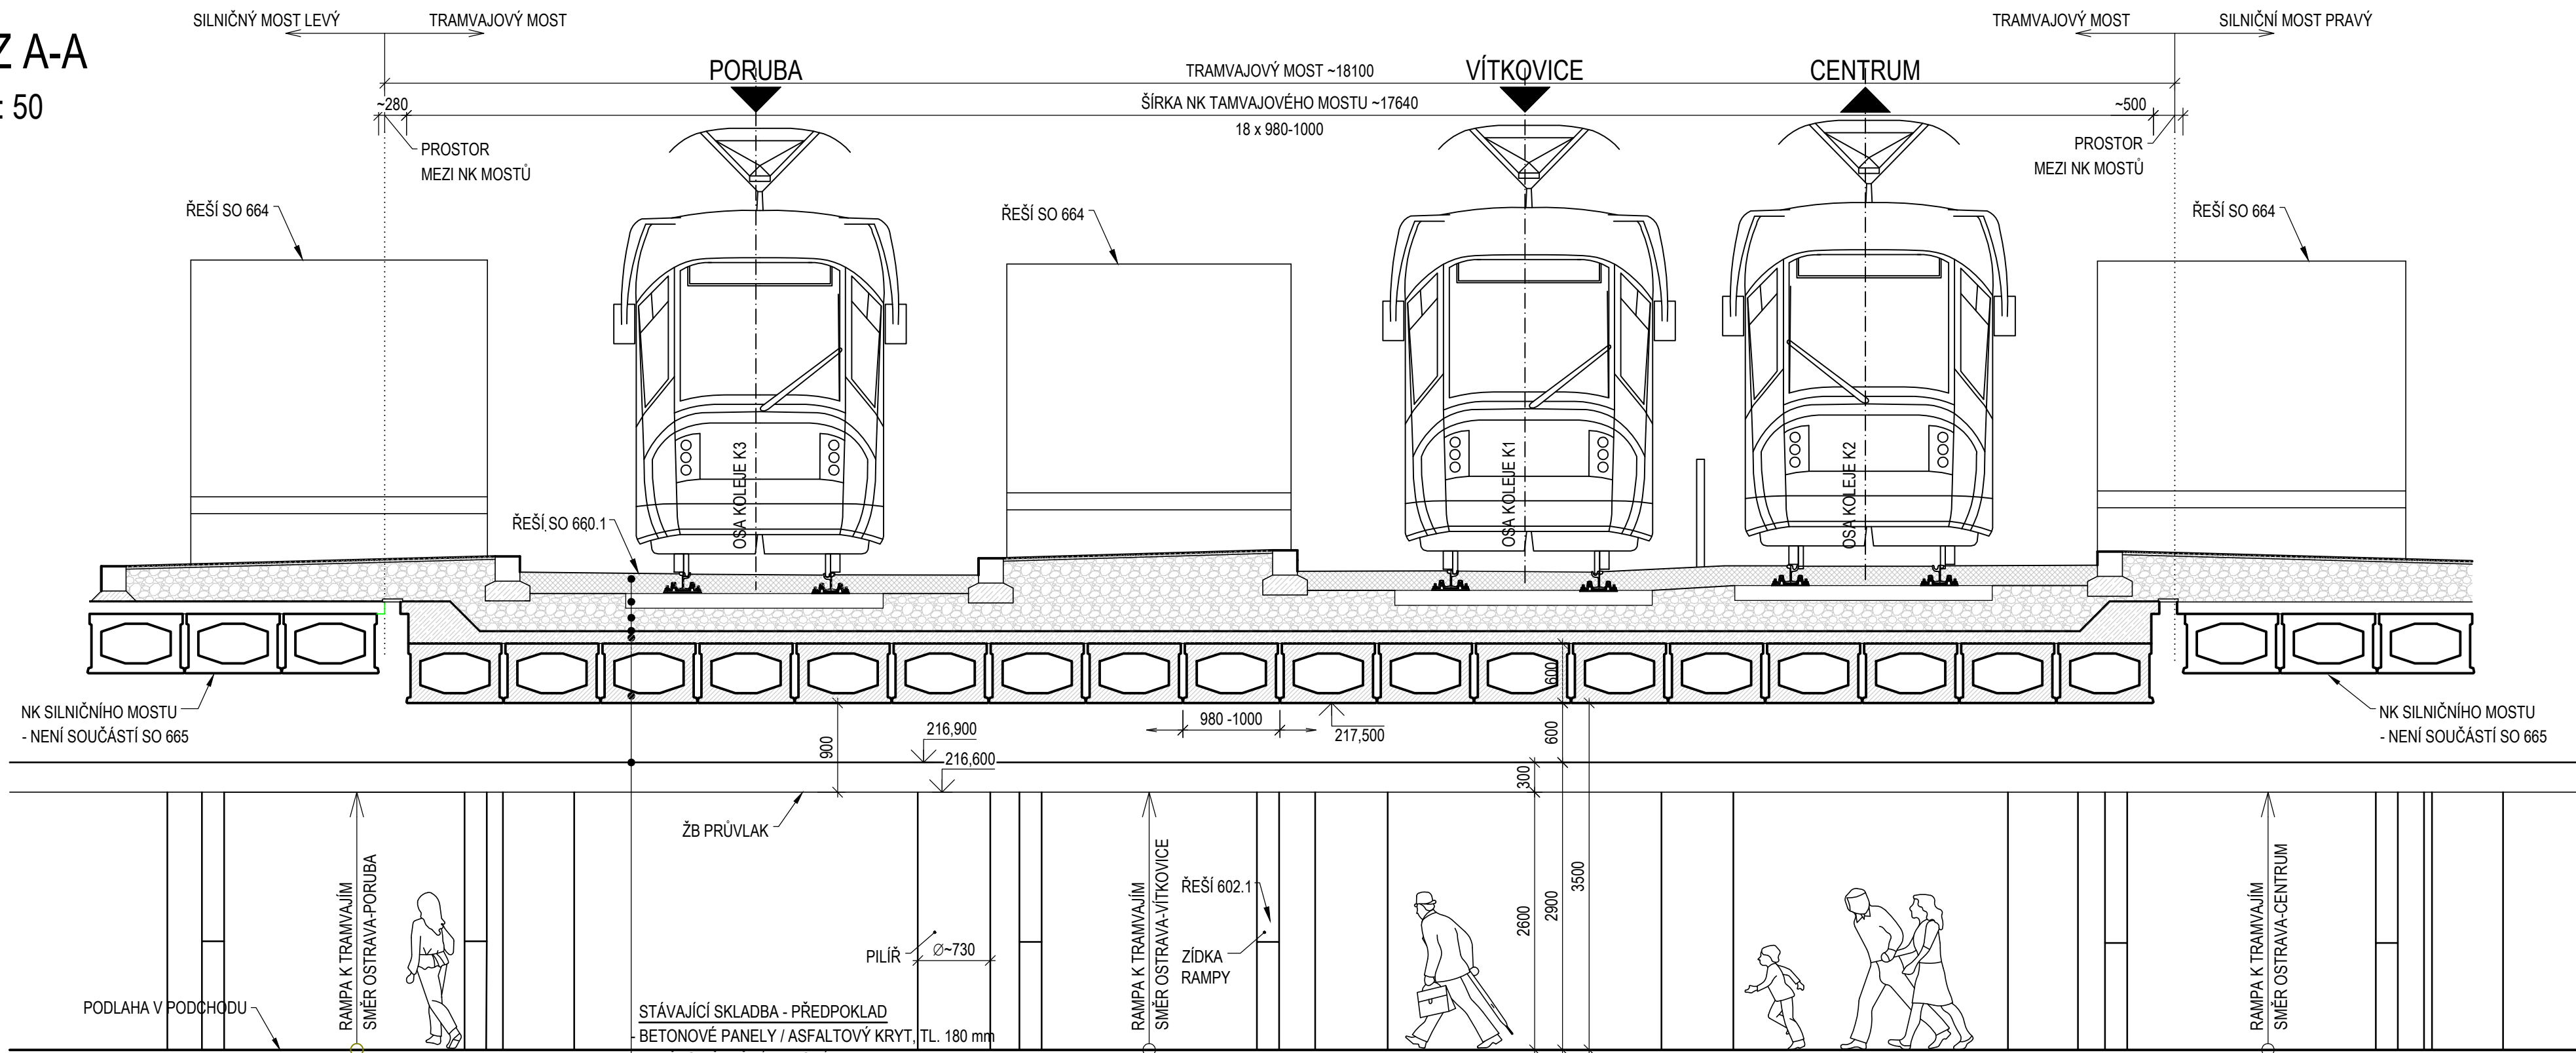 SILNIČNÝ MOST LEVÝ
TRAMVAJOVÝ MOST
TRAMVAJOVÝ MOST
SILNIČNÍ MOST PRAVÝ
Z A-A
: 50
PORUBA
TRAMVAJOVÝ MOST ~18100
VÍTKOVICE
CENTRUM
~280
ŠÍRKA NK TAMVAJOVÉHO MOSTU ~17640
~500
18 x 980-1000
PROSTOR
MEZI NK MOSTŮ
PROSTOR
MEZI NK MOSTŮ
ŘEŠÍ SO 664
ŘEŠÍ SO 664
ŘEŠÍ SO 664
OSA KOLEJE K3
OSA KOLEJE K1
OSA KOLEJE K2
ŘEŠÍ SO 660.1
NK SILNIČNÍHO MOSTU
- NENÍ SOUČÁSTÍ SO 665
NK SILNIČNÍHO MOSTU
- NENÍ SOUČÁSTÍ SO 665
600
980 -1000
217,500
900
216,900
600
216,600
300
ŽB PRŮVLAK
RAMPA K TRAMVAJÍM
SMĚR OSTRAVA-PORUBA
RAMPA K TRAMVAJÍM
SMĚR OSTRAVA-VÍTKOVICE
ŘEŠÍ 602.1
2600
2900
3500
RAMPA K TRAMVAJÍM
SMĚR OSTRAVA-CENTRUM
PILÍŘ
Ø~730
ZÍDKA
RAMPY
PODLAHA V PODCHODU
STÁVAJÍCÍ SKLADBA - PŘEDPOKLAD
- BETONOVÉ PANELY / ASFALTOVÝ KRYT, TL. 180 mm